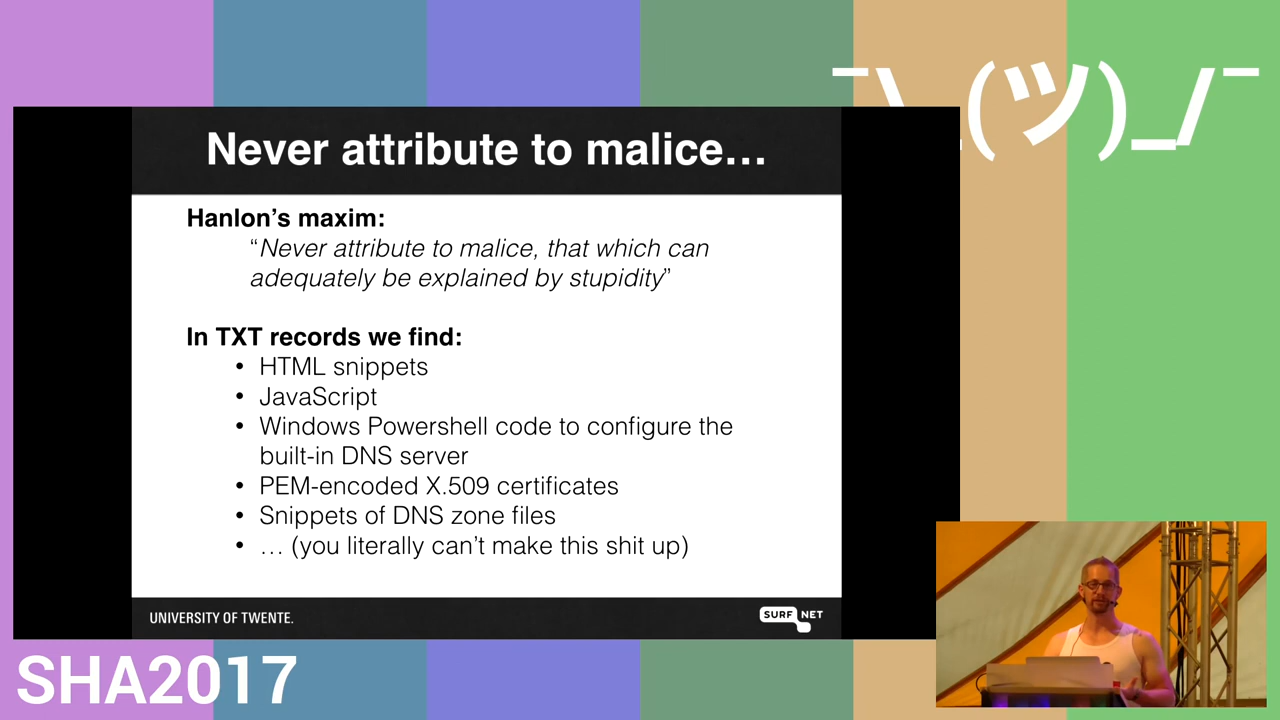 ¯\_(ツ)_/¯
Never attribute to malice…
Hanlon’s maxim:
“Never attribute to malice, that which can
adequately be explained by stupidity”
In TXT records we find:
• HTML snippets
• JavaScript
• Windows Powershell code to configure the
built-in DNS server
• PEM-encoded X.509 certificates
• Snippets of DNS zone files
• … (you literally can’t make this shit up)
UNIVERSITY OF TWENTE.
SURF NET
SHA2017